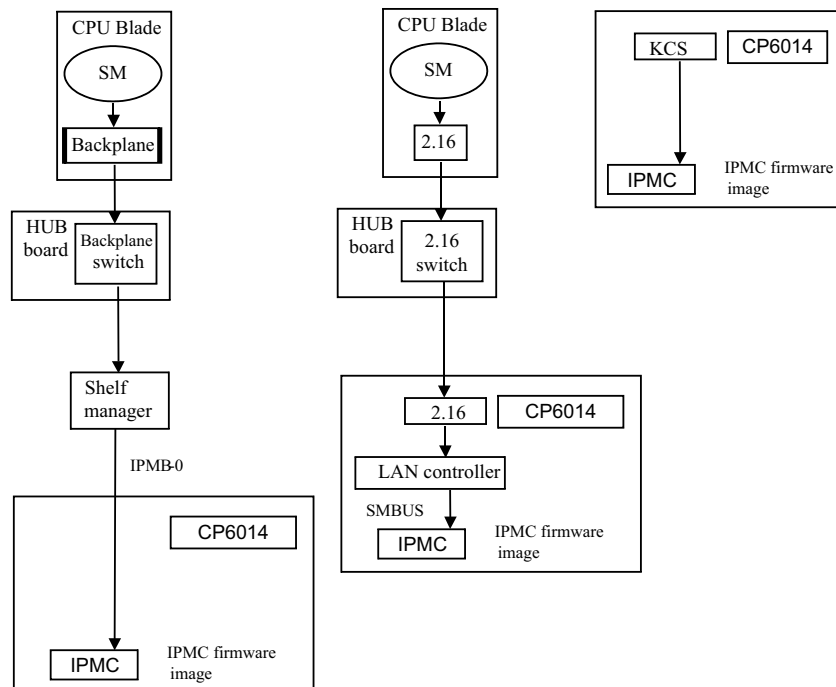 CPU Blade
SM
Backplane
HUB
board
Backplane
switch
Shelf
manager
IPMB-0
CP6014
IPMC
IPMC firmware
image
CPU Blade
SM
2.16
HUB
board
2.16
switch
2.16
CP6014
LAN controller
SMBUS
IPMC
IPMC firmware
image
KCS
CP6014
IPMC
IPMC firmware
image